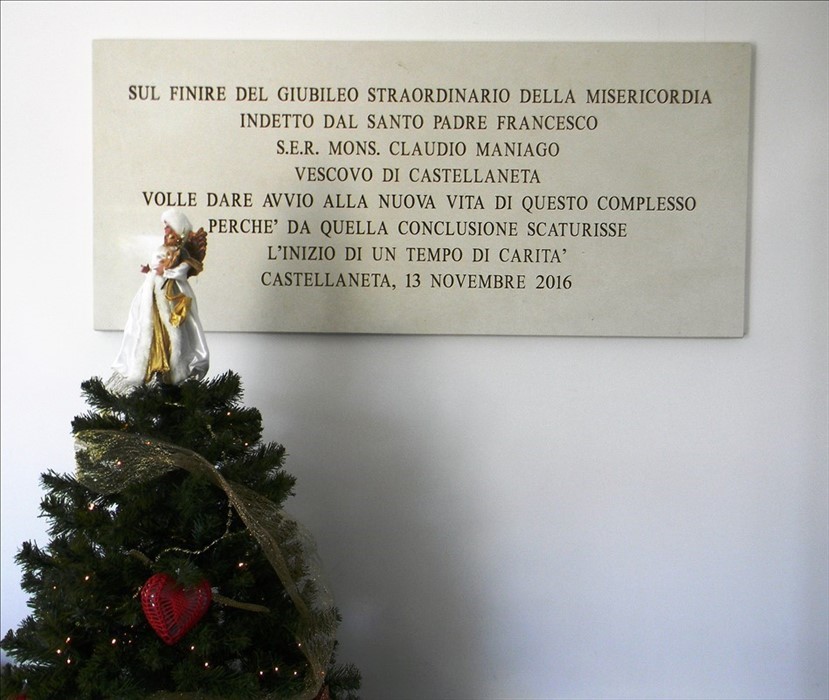 SUL FINIRE DEL GIUBILEO STRAORDINARIO DELLA MISERICORDIA
INDETTO DAL SANTO PADRE FRANCESCO
S.E.R. MONS. CLAUDIO MANIAGO
VESCOVO DI CASTELLANETA
VOLLE DARE AVVIO ALLA NUOVA VITA DI QUESTO COMPLESSO
PERCHE' DA QUELLA CONCLUSIONE SCATURISSE
L'INIZIO DI UN TEMPO DI CARITA'
CASTELLANETA, 13 NOVEMBRE 2016